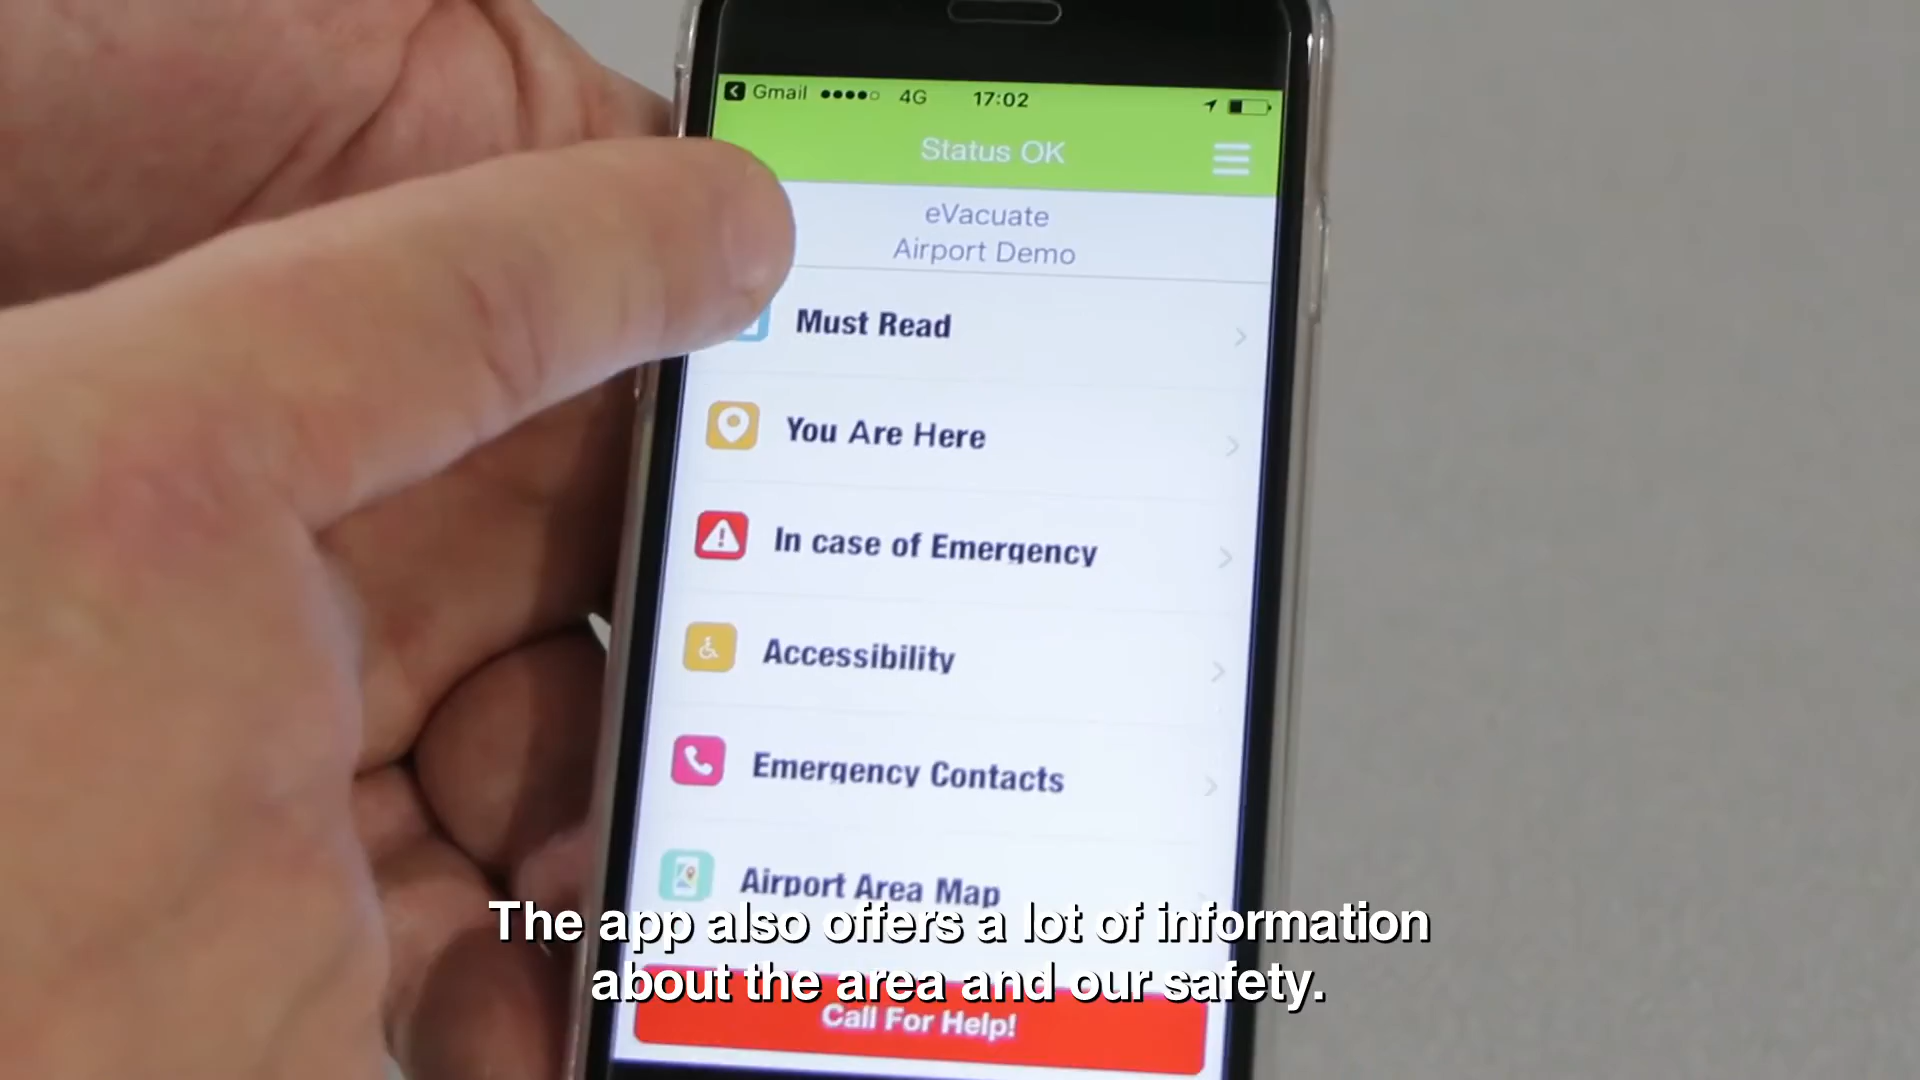 Gmail 4G 17:02
Status OK
eVacuate
Airport Demo
Must Read
You Are Here
In case of Emergency
Accessibility
Emergency Contacts
Airport Area Map
The app also offers a lot of information
about the area and our safety.
Call For Help!